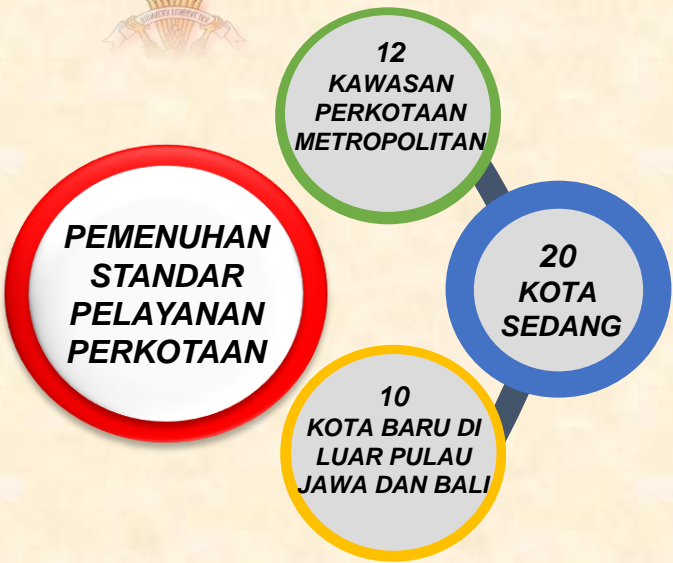 PEMENUHAN
STANDAR
PELAYANAN
PERKOTAAN
12
KAWASAN
PERKOTAAN
METROPOLITAN
20
KOTA
SEDANG
10
KOTA BARU DI
LUAR PULAU
JAWA DAN BALI